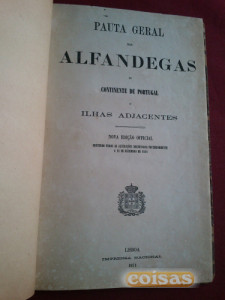 PAUTA GERAL
DAS
ALFANDEGAS
DO
CONTINENTE DE PORTUGAL
E
ILHAS ADJACENTES
NOVA EDIÇÃO OFFICIAL
LISBOA
IMPRENSA NACIONAL
coisas